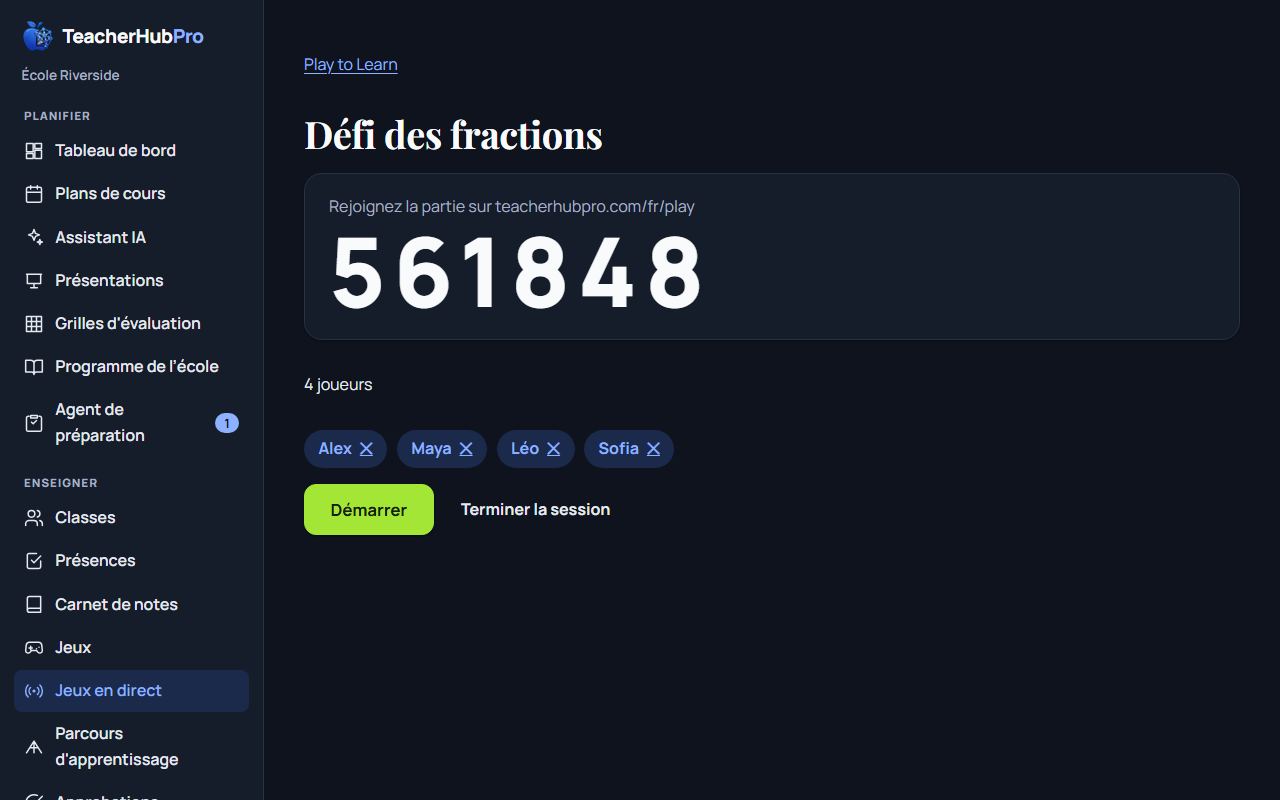 TeacherHubPro
École Riverside
PLANIFIER
Tableau de bord
Plans de cours
Assistant IA
Présentations
Grilles d'évaluation
Programme de l’école
Agent de
préparation
1
ENSEIGNER
Classes
Présences
Carnet de notes
Jeux
Jeux en direct
Parcours
d'apprentissage
Approbations
Play to Learn
Défi des fractions
Rejoignez la partie sur teacherhubpro.com/fr/play
561848
4 joueurs
Alex Maya Léo Sofia
Démarrer Terminer la session